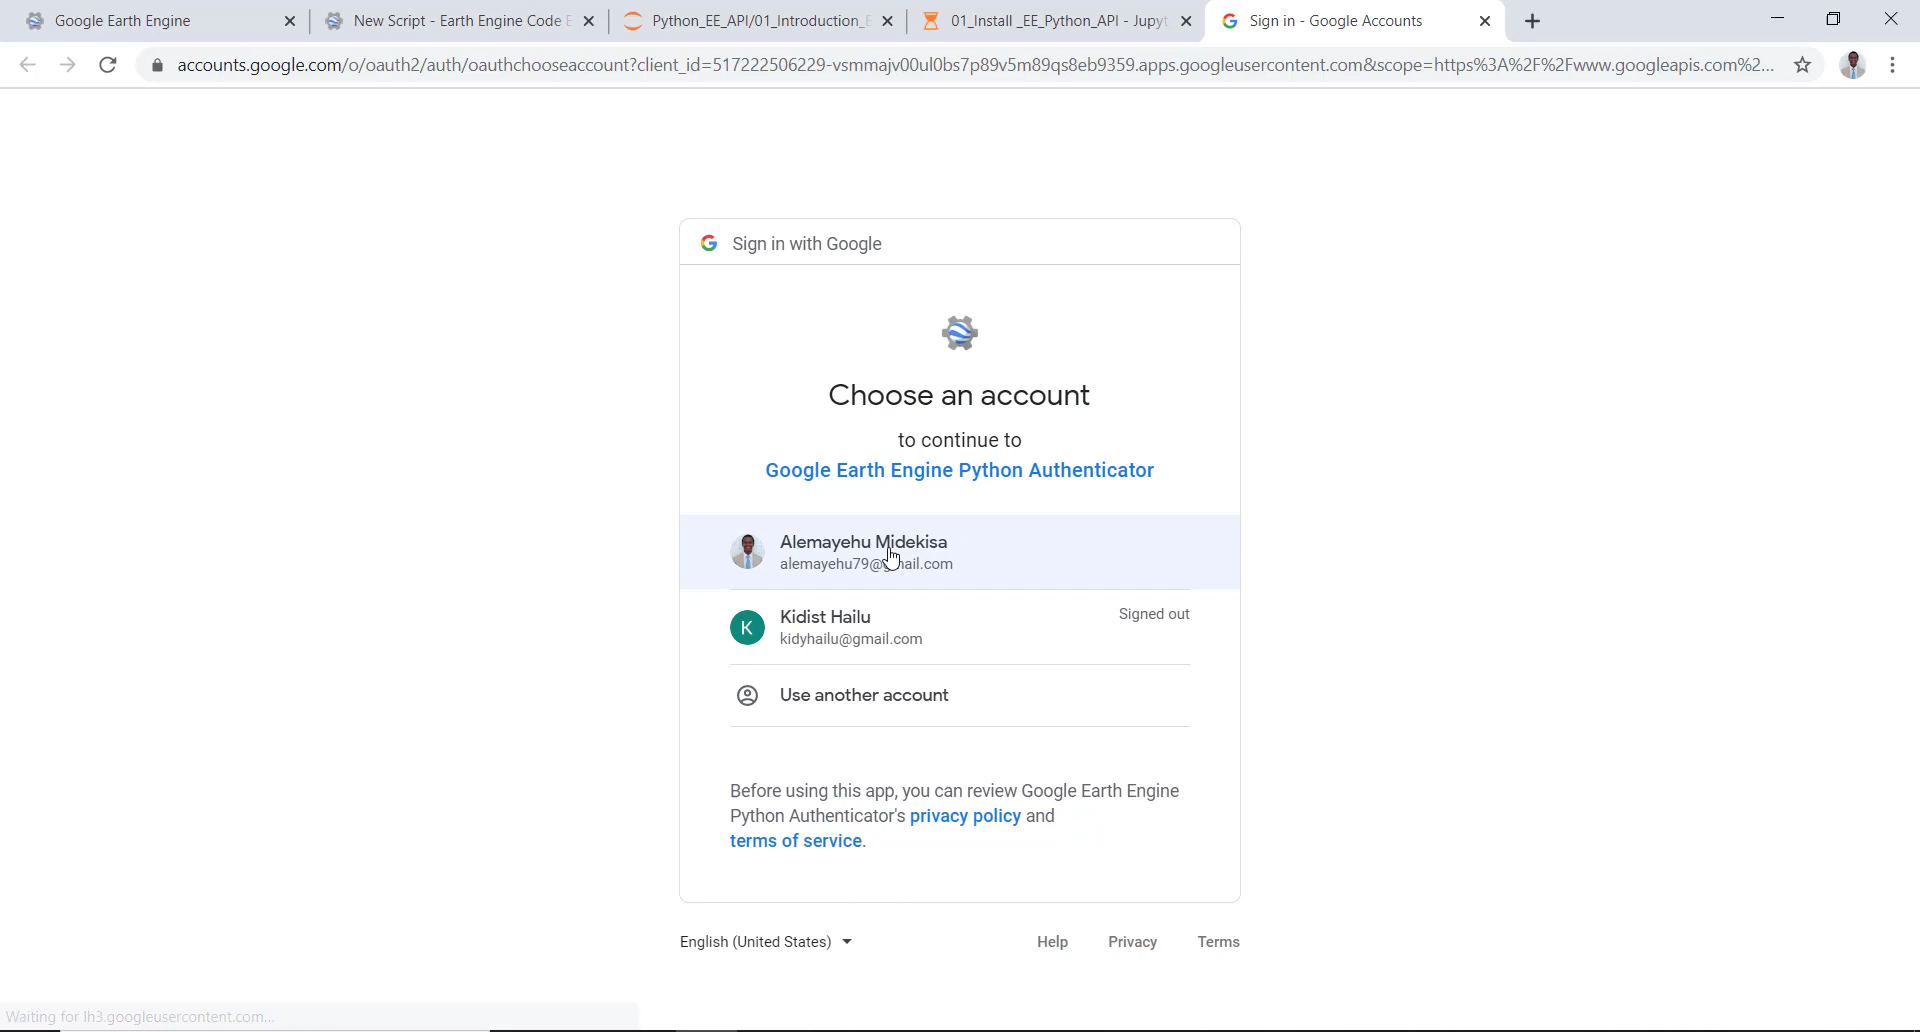 Google Earth Engine
New Script - Earth Engine Code E
Python_EE_API/01_Introduction_E
01_Install _EE_Python_API - Jupyt
Sign in - Google Accounts
accounts.google.com/o/oauth2/auth/oauthchooseaccount?client_id=517222506229-vsmmajv00ul0bs7p89v5m89qs8eb9359.apps.googleusercontent.com&scope=https%3A%2F%2Fwww.googleapis.com%2...
Sign in with Google
Choose an account
to continue to
Google Earth Engine Python Authenticator
Alemayehu Midekisa
alemayehu79@gmail.com
Kidist Hailu
Signed out
K
kidyhailu@gmail.com
Use another account
Before using this app, you can review Google Earth Engine
Python Authenticator's privacy policy and
terms of service.
English (United States)
Help
Privacy
Terms
Waiting for lh3.googleusercontent.com...